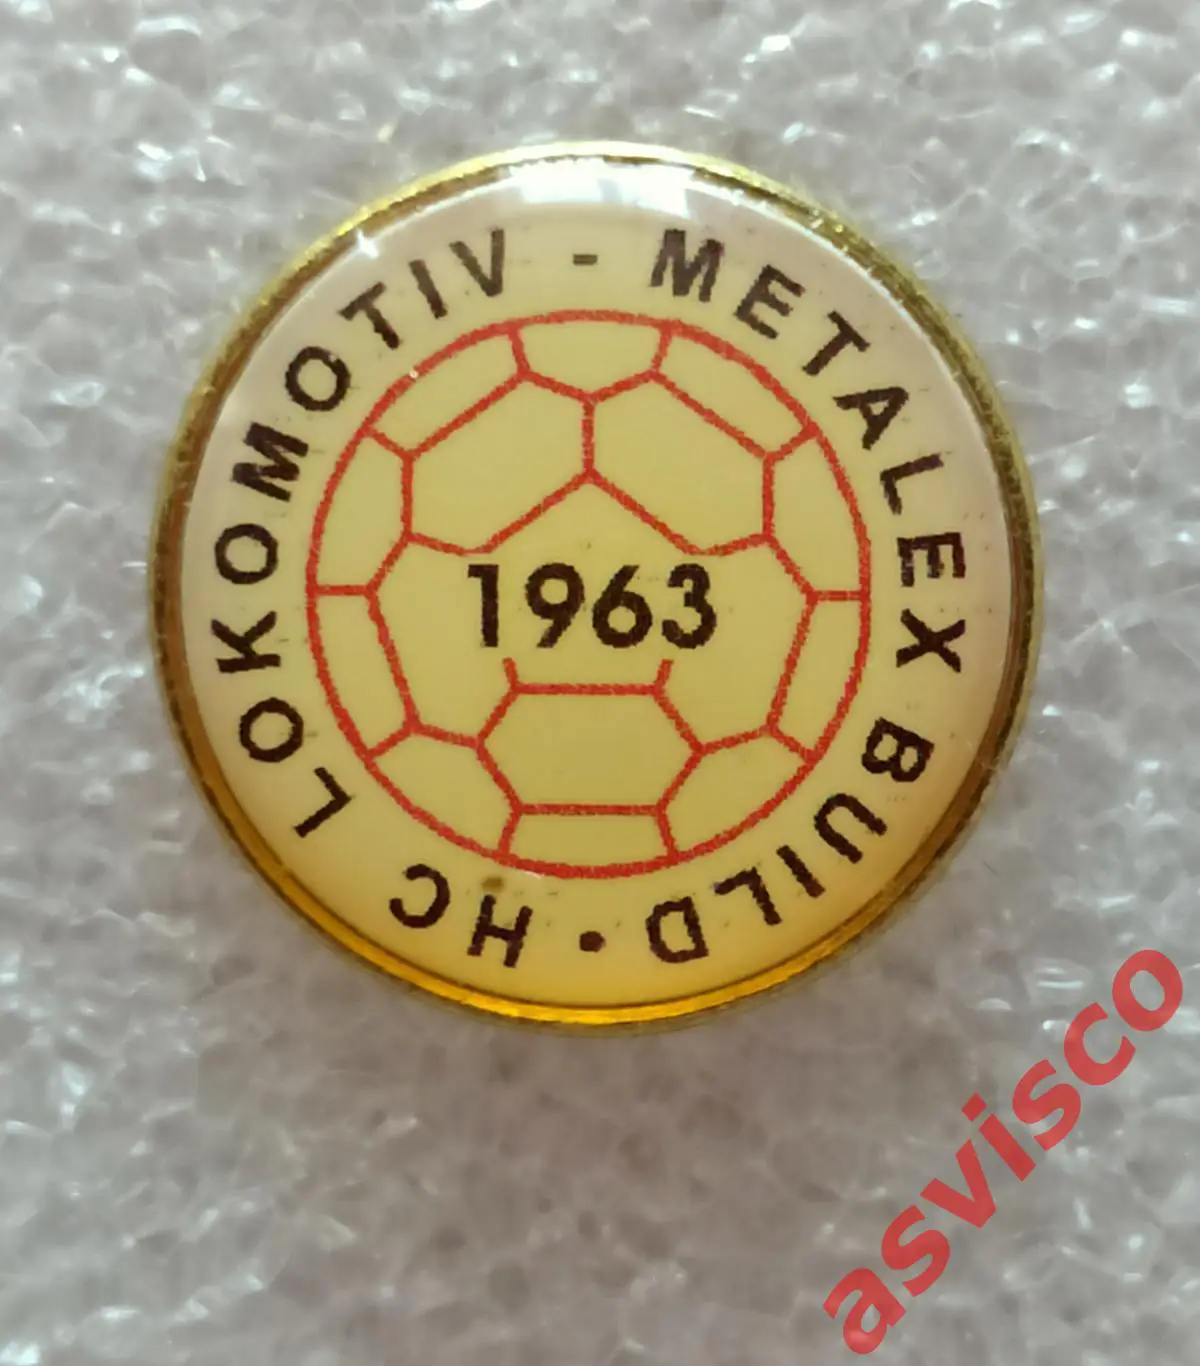 HC LOKOMOTIV - METALEX BUILD •
1963
asvisco